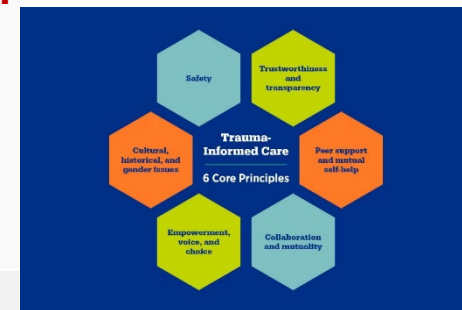 Safety
Trustworthiness
and
transparency
Cultural,
historical, and
gender issues
Trauma-
Informed Care
6 Core Principles
Peer support
and mutual
self-help
Empowerment,
voice, and
choice
Collaboration
and mutuality